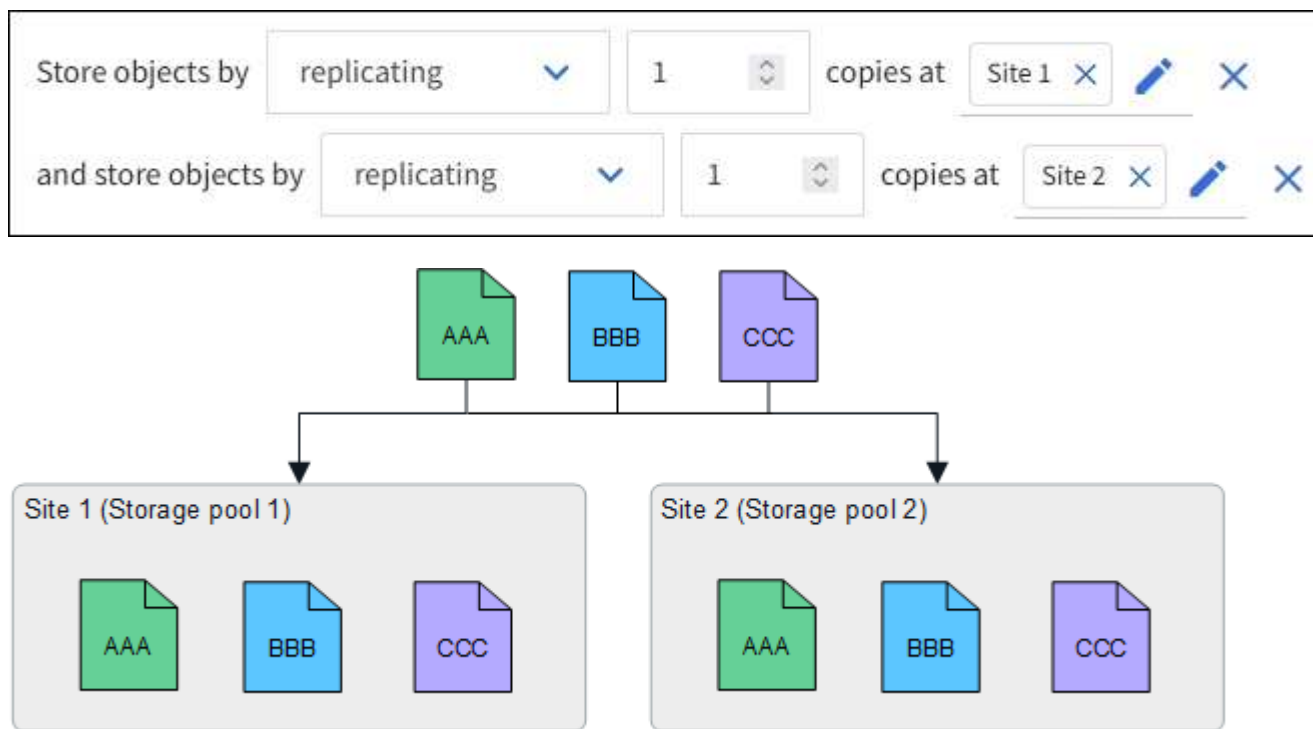 Store objects by replicating 1 copies at Site 1
and store objects by replicating 1 copies at Site 2
AAA BBB CCC
Site 1 (Storage pool 1) Site 2 (Storage pool 2)
AAA BBB CCC AAA BBB CCC